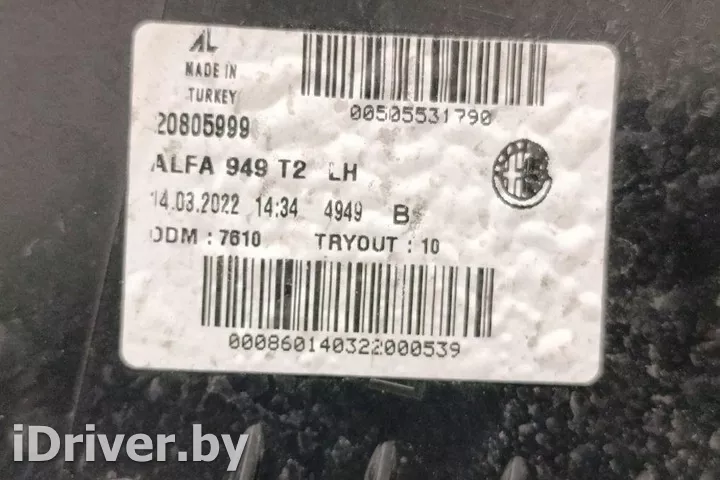 AL
MADE IN
TURKEY
00505531790
20805999
ALFA 949 T2 LH
14.03.2022 14:34 4949 B
ODM : 7610 TRYOUT : 10
000860140322000539
iDriver.by